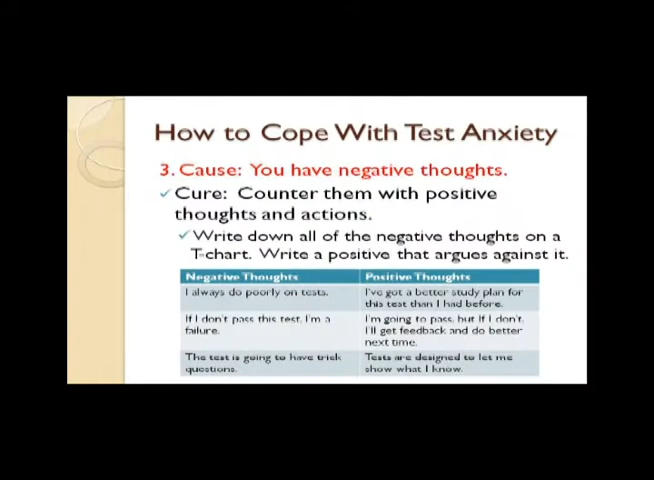 How to Cope With Test Anxiety
3. Cause: You have negative thoughts.
Cure: Counter them with positive
thoughts and actions.
Write down all of the negative thoughts on a
T-chart. Write a positive that argues against it.
Negative Thoughts
Positive Thoughts
I always do poorly on tests.
I've got a better study plan for
this test than I had before.
If I don't pass this test, I'm a
failure.
I'm going to pass, but If I don't,
I'll get feedback and do better
next time.
The test is going to have trick
questions.
Tests are designed to let me
show what I know.